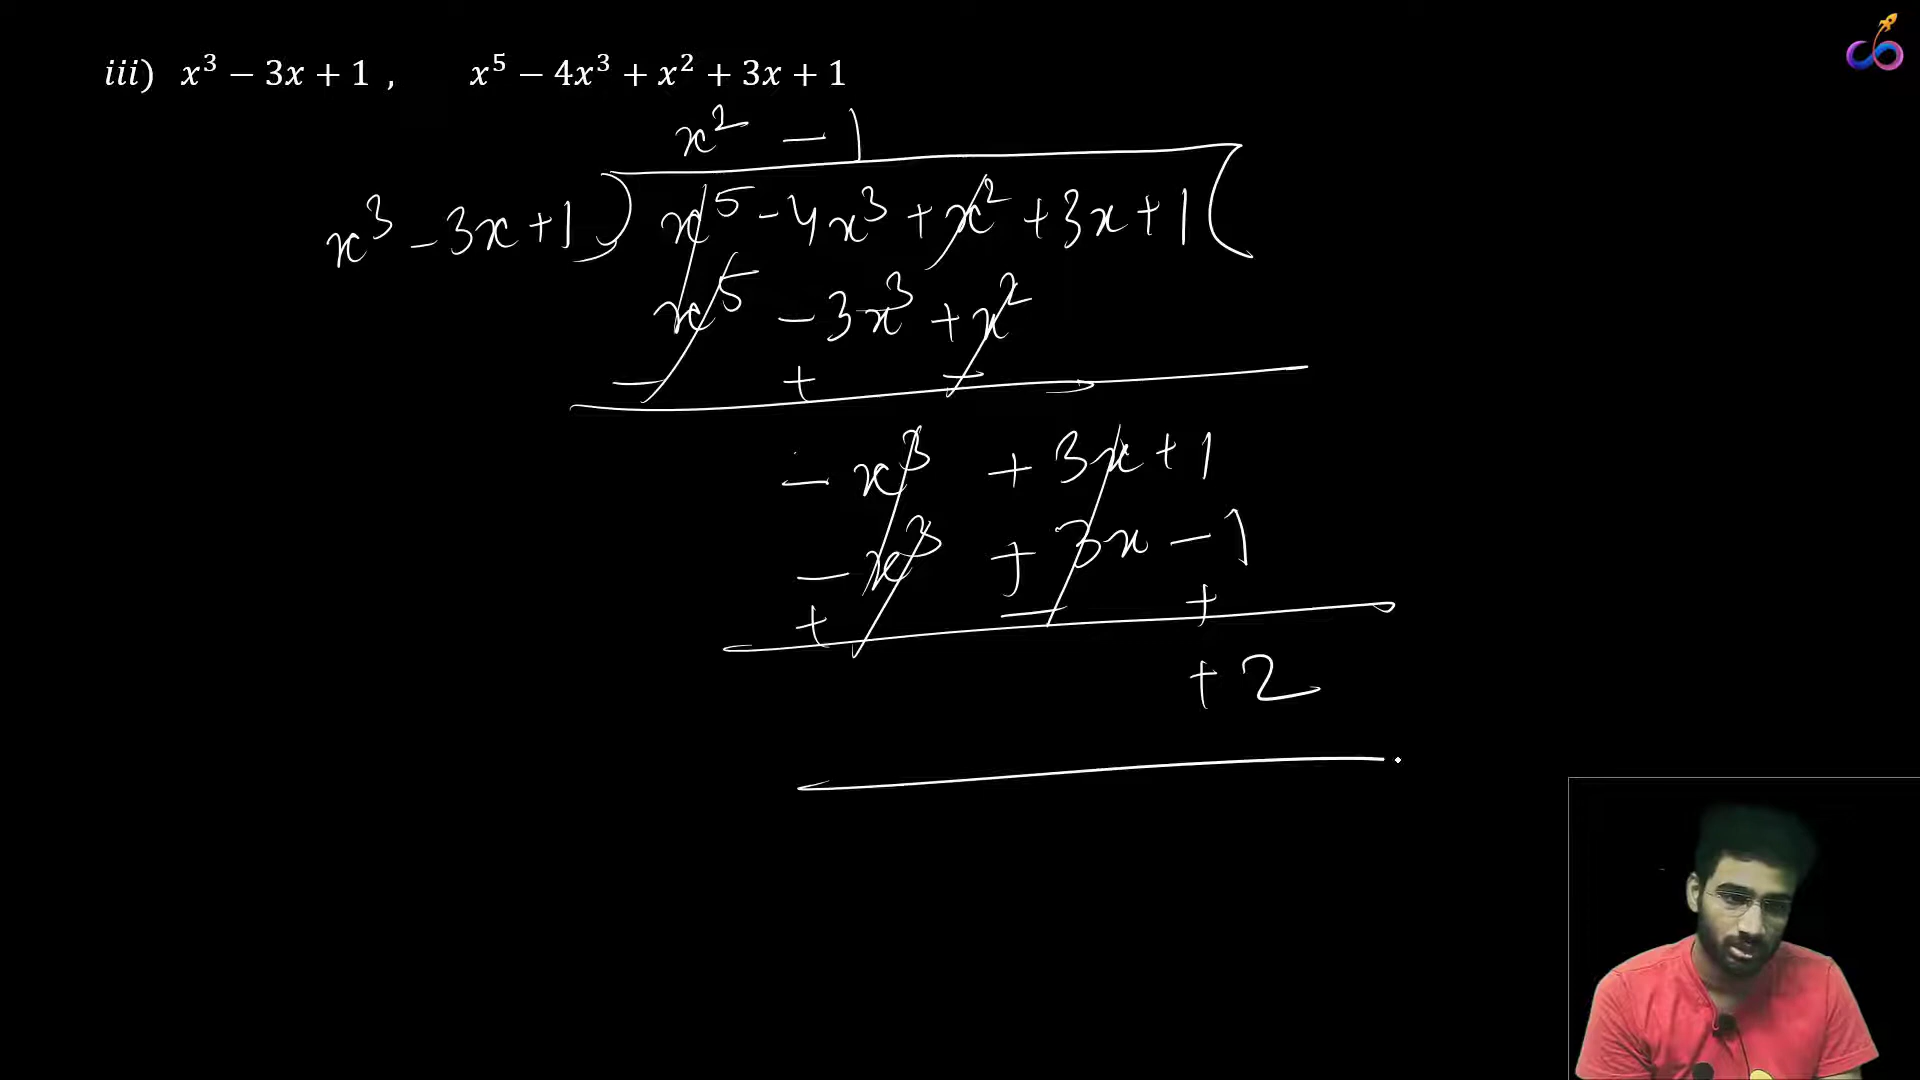 iii) x³ − 3x + 1 , x⁵ − 4x³ + x² + 3x + 1
x² − 1
x³ − 3x + 1 ) x⁵ − 4x³ + x² + 3x + 1 (
x⁵ − 3x³ + x²
− + −
− x³ + 3x + 1
− x³ + 3x − 1
+ − +
+ 2